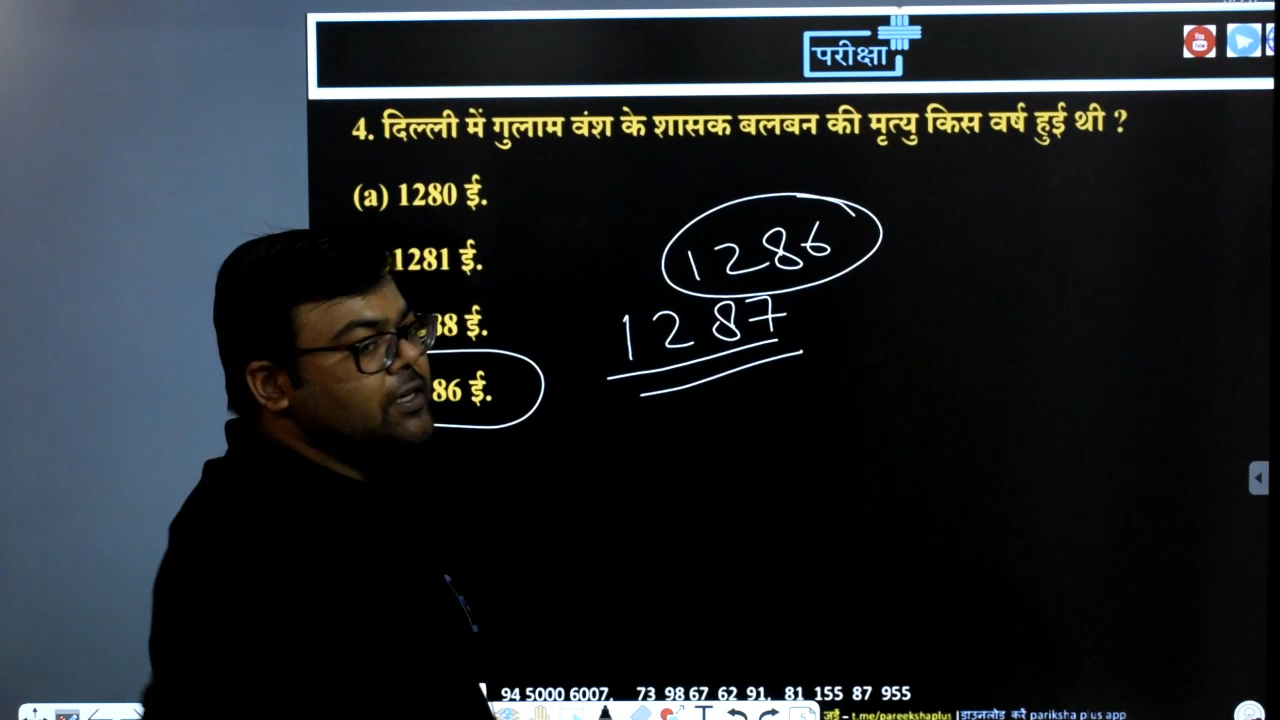 परीक्षा
4. दिल्ली में गुलाम वंश के शासक बलबन की मृत्यु किस वर्ष हुई थी ?
(a) 1280 ई.
1281 ई.
88 ई.
86 ई.
1286
1287
94 5000 6007, 73 98 67 62 91, 81 155 87 955
जुड़ें – t.me/pareekshaplus | डाउनलोड करें pariksha plus app